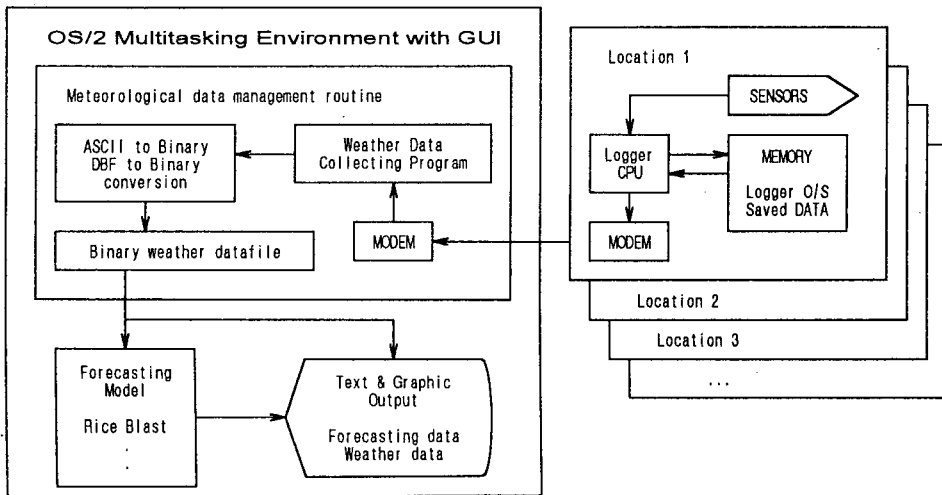 OS/2 Multitasking Environment with GUI
Meteorological data management routine
ASCII to Binary
DBF to Binary
conversion
Weather Data
Collecting Program
Binary weather datafile
MODEM
Forecasting
Model
Rice Blast
.
.
Text & Graphic
Output
Forecasting data
Weather data
Location 1
SENSORS
Logger
CPU
MEMORY
Logger O/S
Saved DATA
MODEM
Location 2
Location 3
...